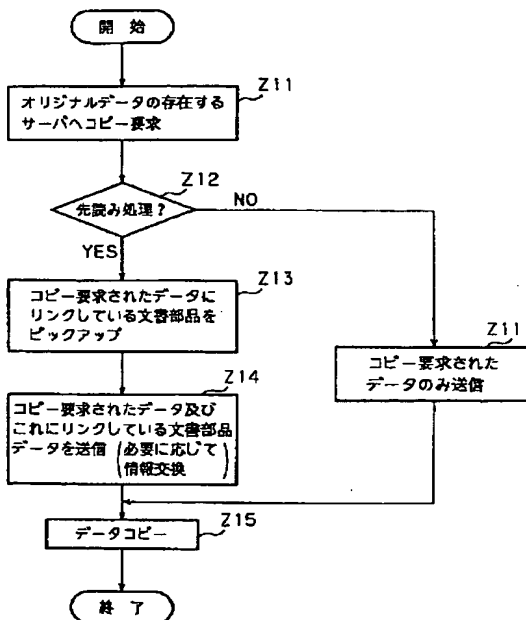 開始
Z11
オリジナルデータの存在する
サーバへコピー要求
Z12
先読み処理?
NO
YES
Z13
コピー要求されたデータに
リンクしている文書部品を
ピックアップ
Z11
コピー要求された
データのみ送信
Z14
コピー要求されたデータ及び
これにリンクしている文書部品
データを送信(必要に応じて
情報交換)
Z15
データコピー
終了